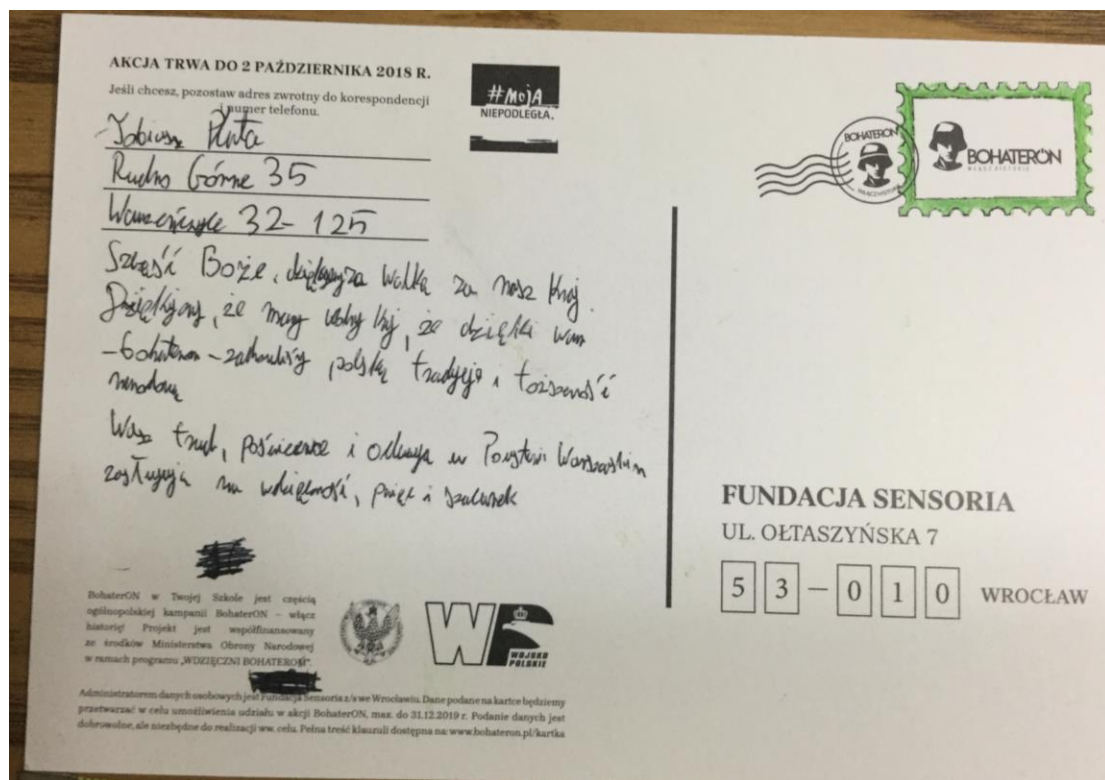 AKCJA TRWA DO 2 PAŹDZIERNIKA 2018 R.
Jeśli chcesz, pozostaw adres zwrotny do korespondencji
i numer telefonu.
#MOJA
NIEPODLEGŁA.
Tobiasz Pluta
Rudno Górne 35
32-125
Szczęść Boże, za walkę za nasz kraj.
Dziękujemy, że mamy wolny kraj, że dzięki wam
-bohaterom- polską tradycję i tożsamość
narodową
Wasz trud, poświęcenie i odwaga w Powstaniu Warszawskim
zasługują na wdzięczność, pamięć i szacunek
BOHATERON
BOHATERÓN
WŁĄCZ HISTORIĘ
FUNDACJA SENSORIA
UL. OŁTASZYŃSKA 7
53-010 WROCŁAW
BohaterON w Twojej Szkole jest częścią
ogólnopolskiej kampanii BohaterON – włącz
historię! Projekt jest współfinansowany
ze środków Ministerstwa Obrony Narodowej
w ramach programu „WDZIĘCZNI BOHATEROM”.
WP
WOJSKO
POLSKIE
Administratorem danych osobowych jest Fundacja Sensoria z/s we Wrocławiu. Dane podane na kartce będziemy
przetwarzać w celu umożliwienia udziału w akcji BohaterON, max. do 31.12.2019 r. Podanie danych jest
dobrowolne, ale niezbędne do realizacji ww. celu. Pełna treść klauzuli dostępna na: www.bohateron.pl/kartka